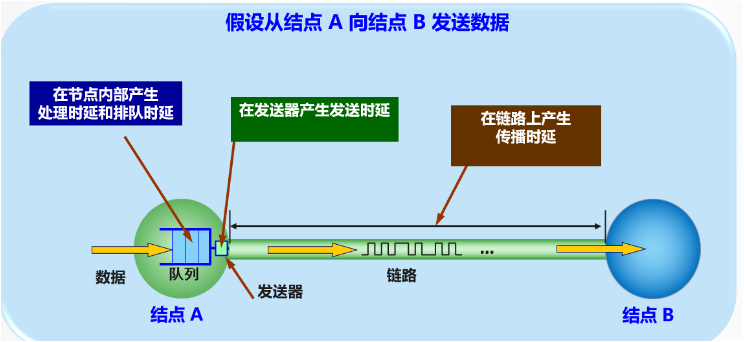 假设从结点 A 向结点 B 发送数据
在节点内部产生
处理时延和排队时延
在发送器产生发送时延
在链路上产生
传播时延
数据
队列
发送器
链路
...
结点 A
结点 B